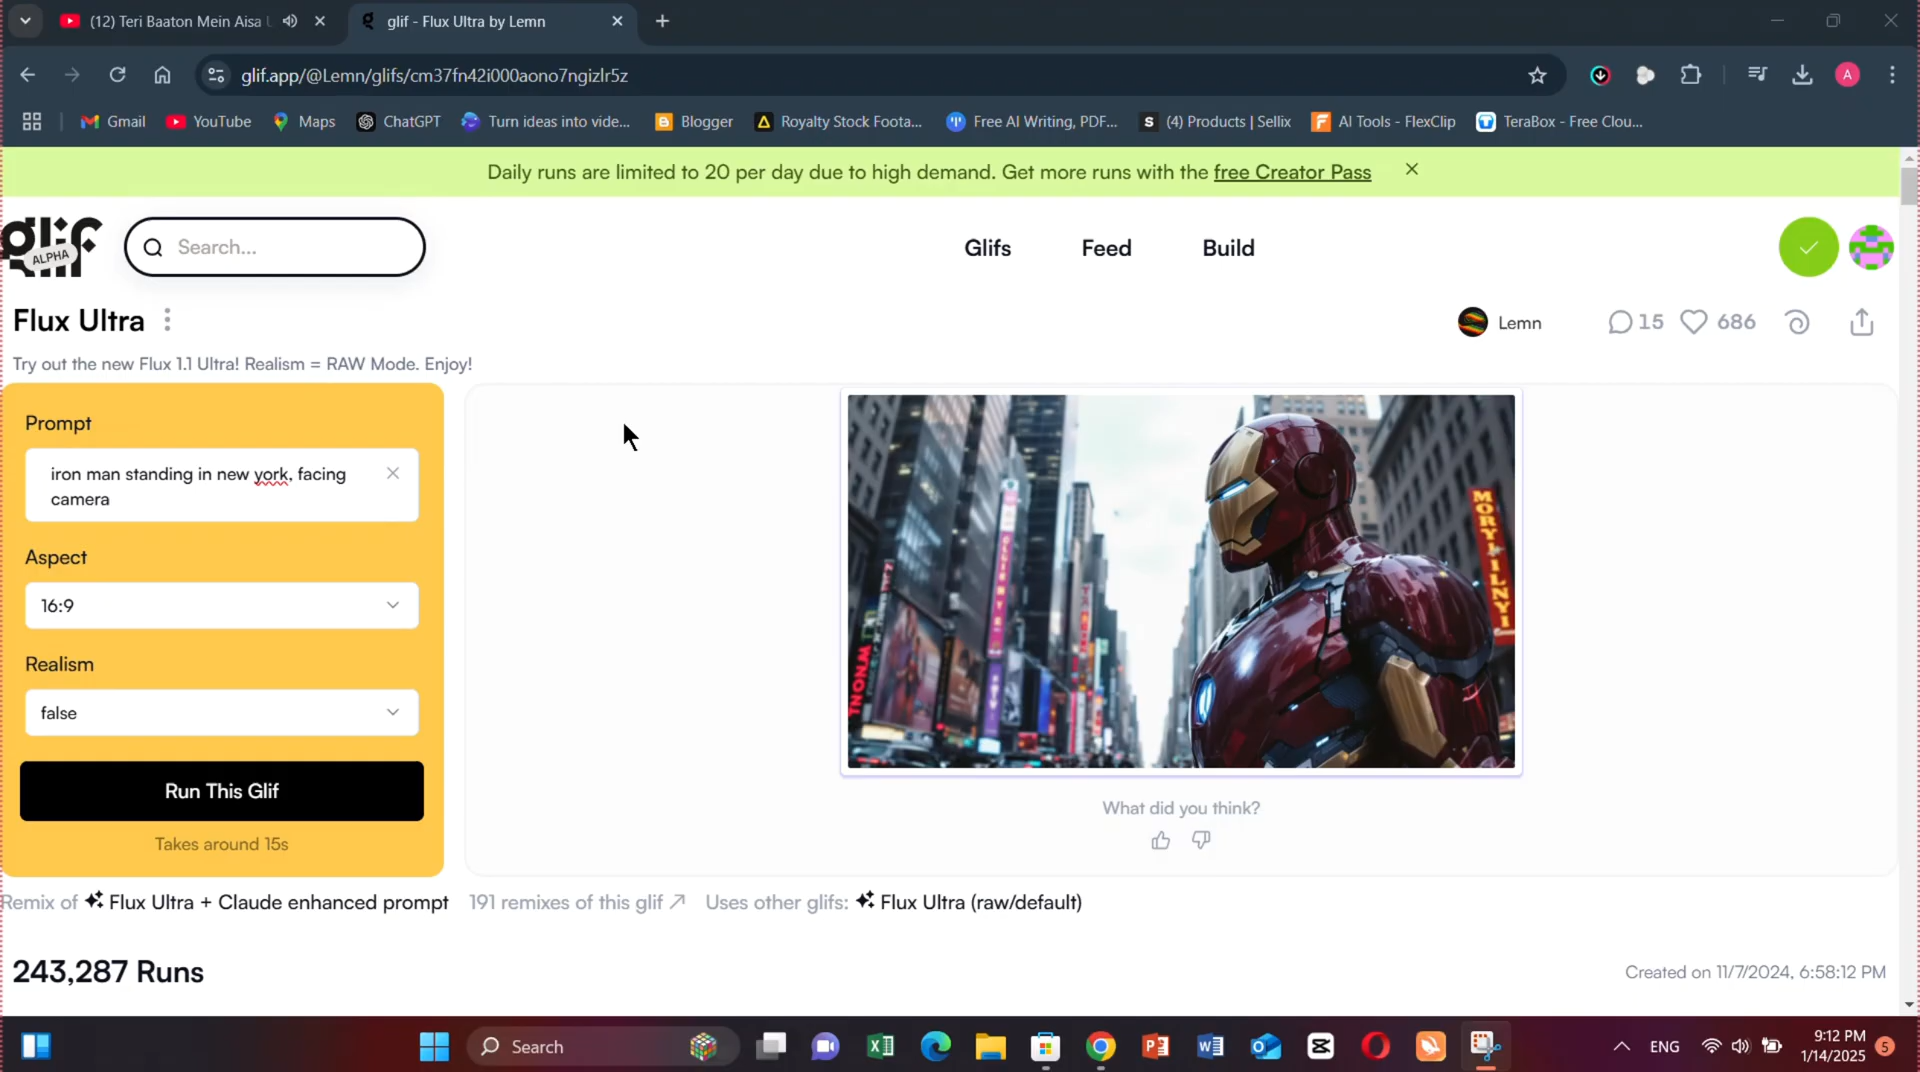 (12) Teri Baaton Mein Aisa
glif - Flux Ultra by Lemn
glif.app/@Lemn/glifs/cm37fn42i000aono7ngizlr5z
A
Gmail
YouTube
Maps
ChatGPT
Turn ideas into vide...
Blogger
Royalty Stock Foota...
Free AI Writing, PDF...
(4) Products | Sellix
AI Tools - FlexClip
TeraBox - Free Clou...
Daily runs are limited to 20 per day due to high demand. Get more runs with the free Creator Pass
glif
ALPHA
Search...
Glifs
Feed
Build
Flux Ultra
Lemn
15
686
Try out the new Flux 1.1 Ultra! Realism = RAW Mode. Enjoy!
Prompt
iron man standing in new york, facing
camera
Aspect
16:9
Realism
false
Run This Glif
Takes around 15s
What did you think?
Remix of Flux Ultra + Claude enhanced prompt
191 remixes of this glif
Uses other glifs: Flux Ultra (raw/default)
243,287 Runs
Created on 11/7/2024, 6:58:12 PM
Search
ENG
9:12 PM
1/14/2025
5